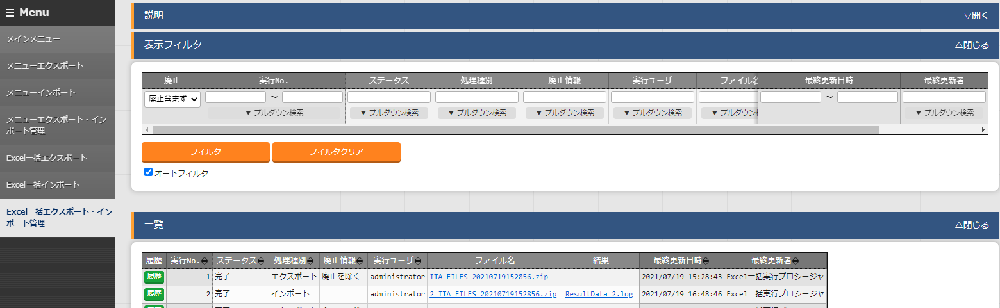 ☰ Menu
メインメニュー
メニューエクスポート
メニューインポート
メニューエクスポート・イン
ポート管理
Excel一括エクスポート
Excel一括インポート
Excel一括エクスポート・イン
ポート管理
説明 ▽開く
表示フィルタ △閉じる
廃止 実行No. ステータス 処理種別 廃止情報 実行ユーザ ファイル名 最終更新日時 最終更新者
廃止含まず ～ ～
▼ プルダウン検索 ▼ プルダウン検索 ▼ プルダウン検索 ▼ プルダウン検索 ▼ プルダウン検索 ▼ プルダウン検 ▼ プルダウン検索
フィルタ フィルタクリア
オートフィルタ
一覧 △閉じる
履歴 実行No. ステータス 処理種別 廃止情報 実行ユーザ ファイル名 結果 最終更新日時 最終更新者
履歴 1 完了 エクスポート 廃止を除く administrator ITA_FILES_20210719152856.zip 2021/07/19 15:28:43 Excel一括実行プロシージャ
履歴 2 完了 インポート administrator 2_ITA_FILES_20210719152856.zip ResultData_2.log 2021/07/19 16:48:46 Excel一括実行プロシージャ